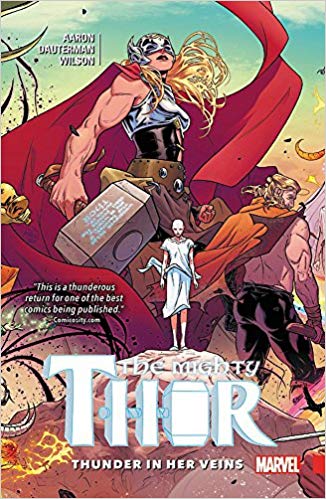 AARON
DAUTERMAN
WILSON
"This is a thunderous
return for one of the best
comics being published."
– Comicosity.com
THE MIGHTY
THOR
THUNDER IN HER VEINS
MARVEL